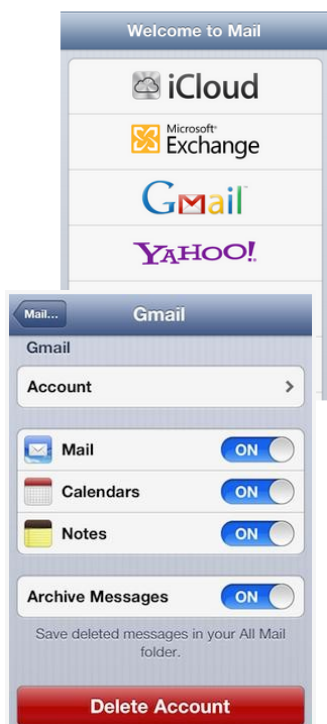 Welcome to Mail
iCloud
Microsoft®
Exchange
Gmail
YAHOO!
Mail...
Gmail
Gmail
Account
Mail
ON
Calendars
ON
Notes
ON
Archive Messages
ON
Save deleted messages in your All Mail
folder.
Delete Account